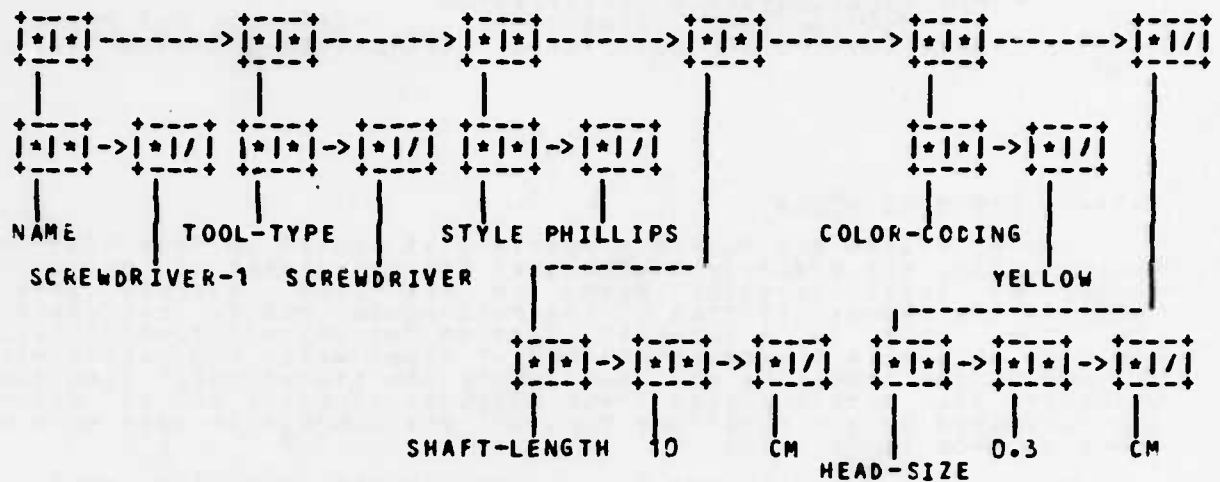 +---+ +---+ +---+ +---+ +---+ +---+
|*|*|--------->|*|*|--------->|*|*|--------->|*|*|--------->|*|*|--------->|*|/|
+---+ +---+ +---+ +---+ +---+ +---+
+---+ +---+ +---+ +---+ +---+ +---+ +---+ +---+
|*|*|->|*|/| |*|*|->|*|/| |*|*|->|*|/| |*|*|->|*|/|
+---+ +---+ +---+ +---+ +---+ +---+ +---+ +---+
NAME TOOL-TYPE STYLE PHILLIPS COLOR-CODING
SCREWDRIVER-1 SCREWDRIVER YELLOW
+---+ +---+ +---+ +---+ +---+ +---+
|*|*|->|*|*|->|*|/| |*|*|->|*|*|->|*|/|
+---+ +---+ +---+ +---+ +---+ +---+
SHAFT-LENGTH 10 CM 0.3 CM
HEAD-SIZE